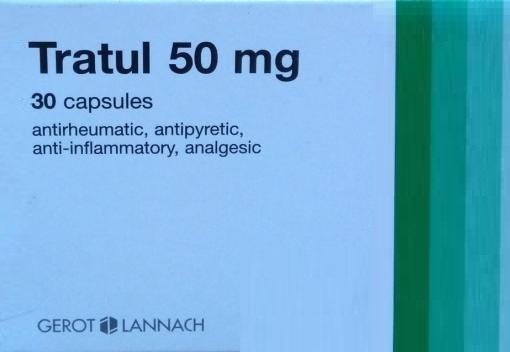 Tratul 50 mg
30 capsules
antirheumatic, antipyretic,
anti-inflammatory, analgesic
GEROT LANNACH